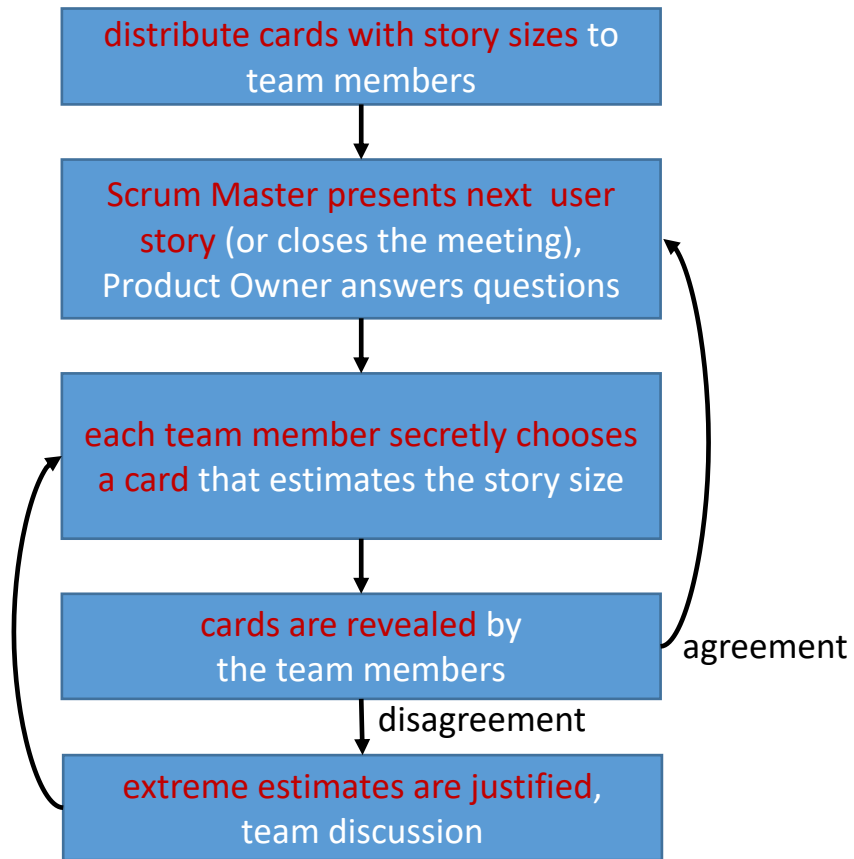 distribute cards with story sizes to
team members
Scrum Master presents next  user
story (or closes the meeting),
Product Owner answers questions
each team member secretly chooses
a card that estimates the story size
cards are revealed by
the team members
agreement
disagreement
extreme estimates are justified,
team discussion